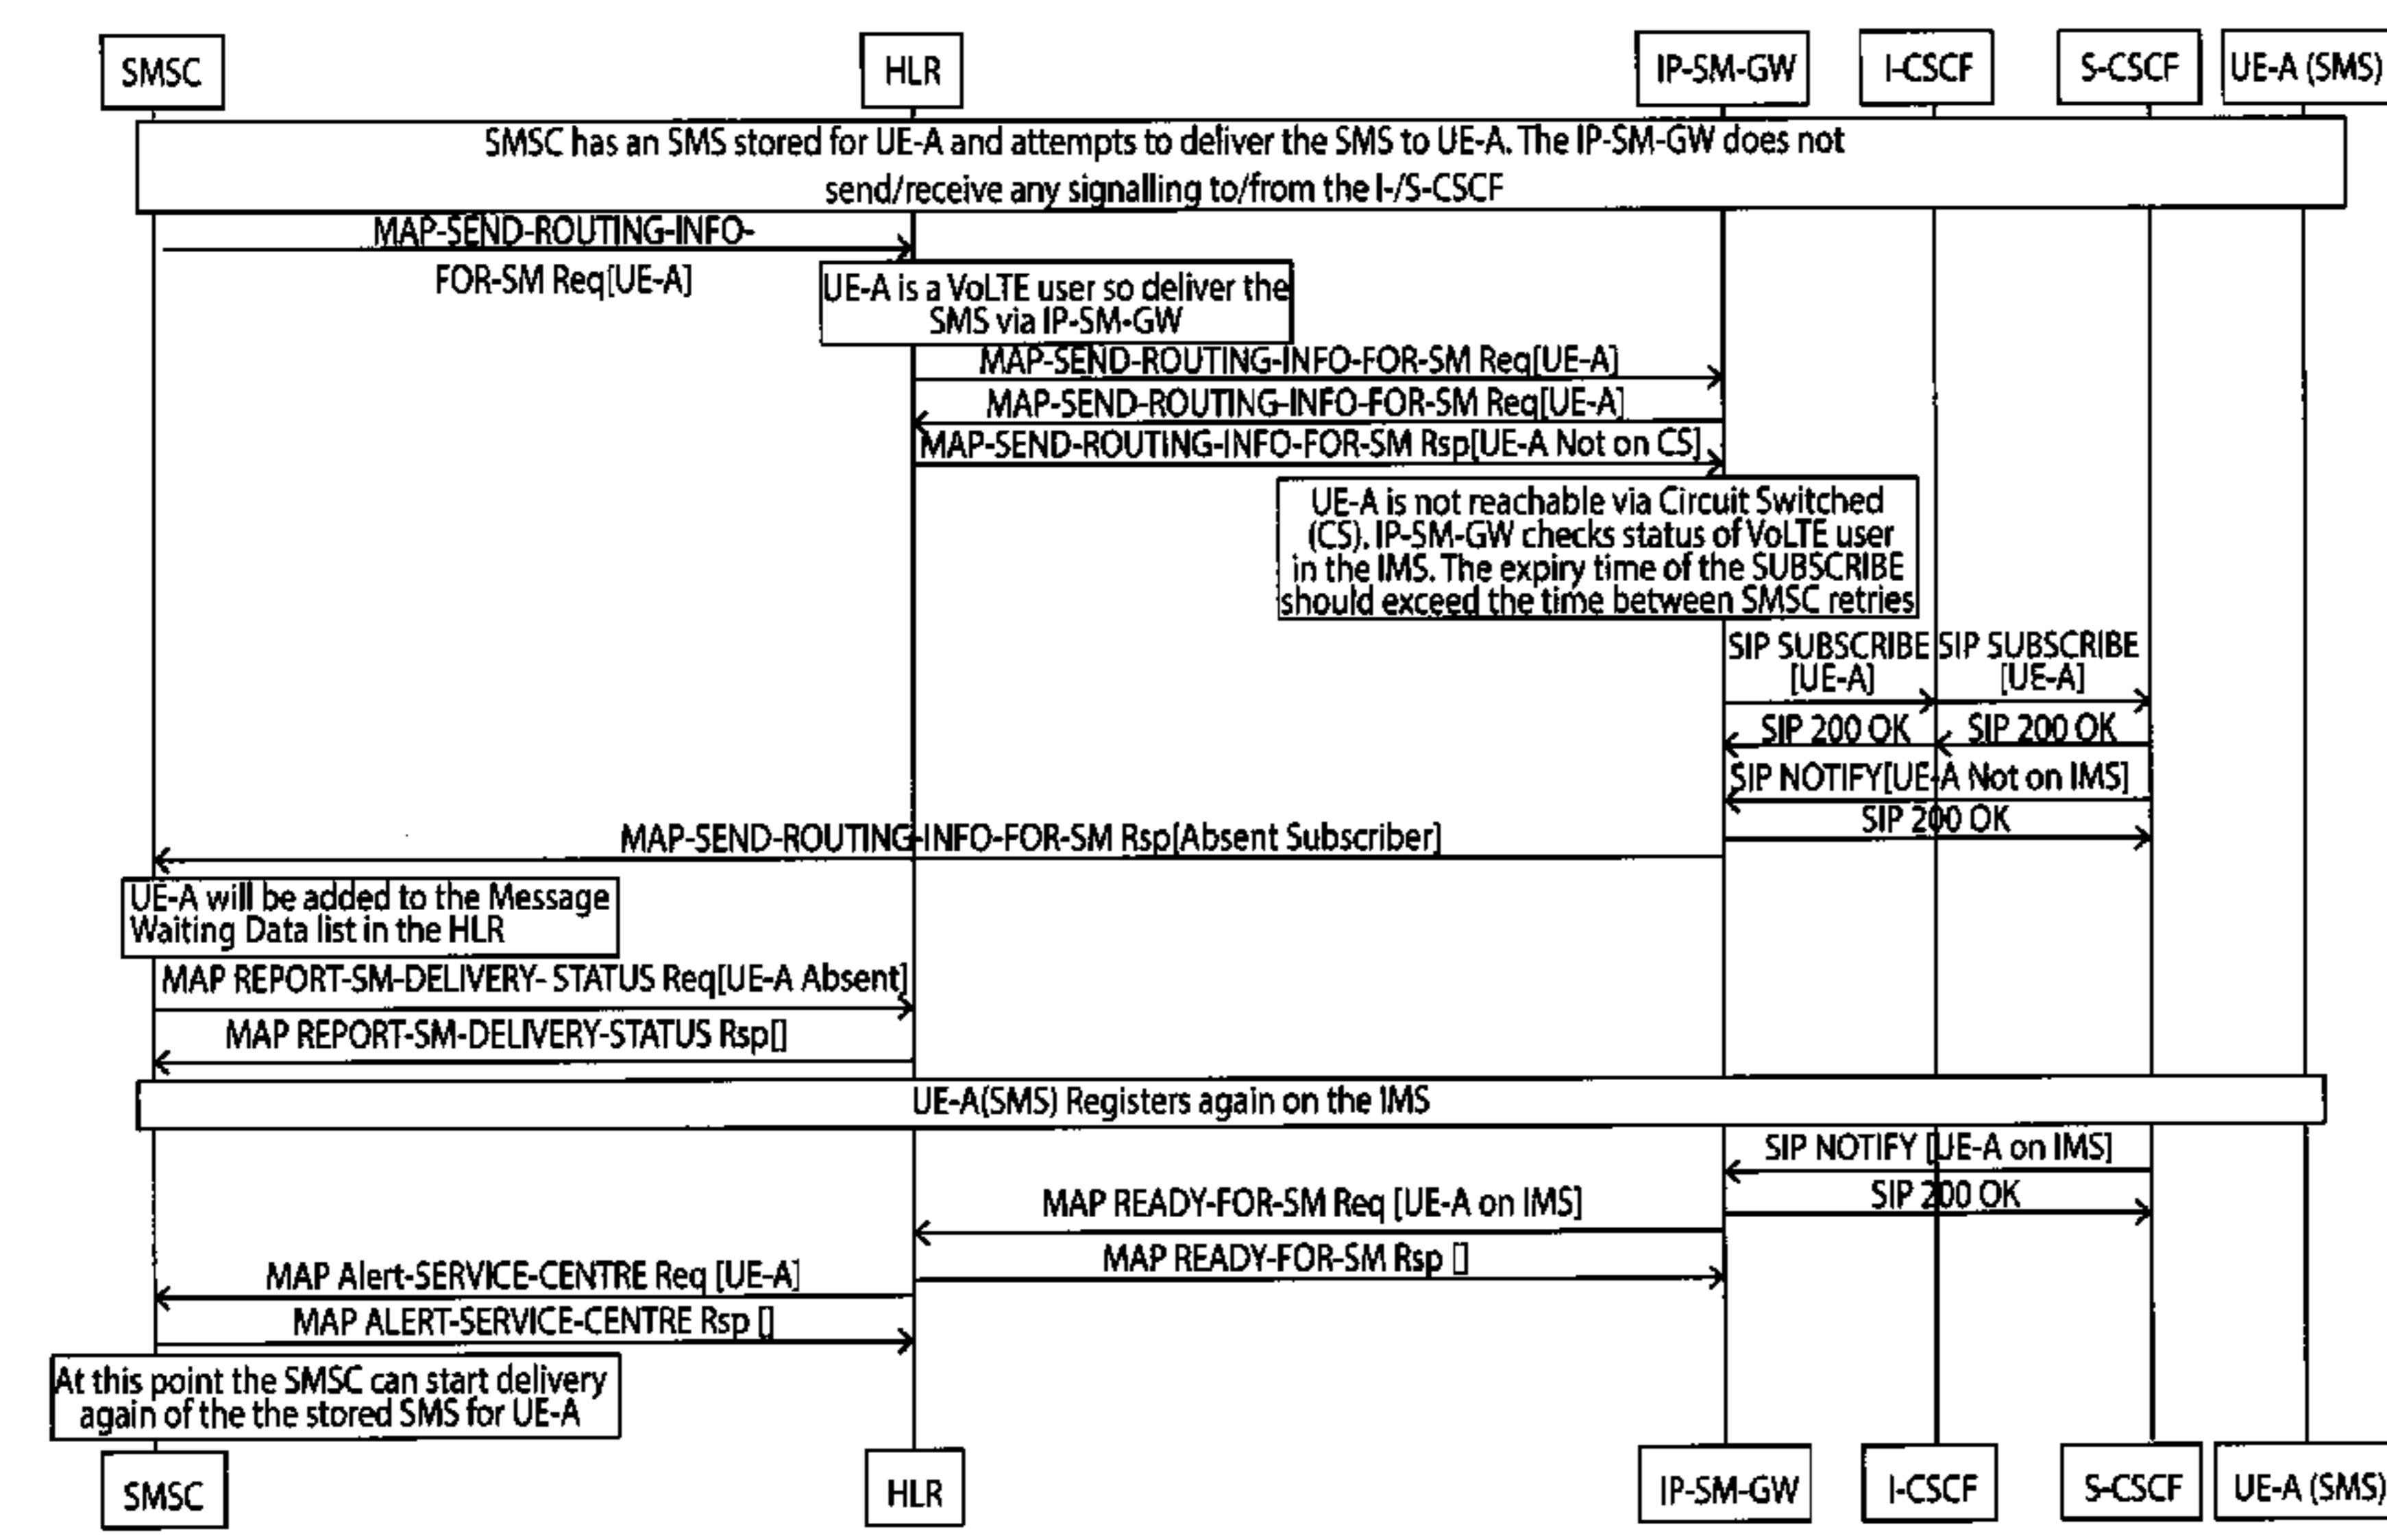 SMSC
HLR
IP-SM-GW
I-CSCF
S-CSCF
UE-A (SMS)
SMSC has an SMS stored for UE-A and attempts to deliver the SMS to UE-A. The IP-SM-GW does not
send/receive any signalling to/from the I-/S-CSCF
MAP-SEND-ROUTING-INFO-
FOR-SM Req[UE-A]
UE-A is a VoLTE user so deliver the
SMS via IP-SM-GW
MAP-SEND-ROUTING-INFO-FOR-SM Req[UE-A]
MAP-SEND-ROUTING-INFO-FOR-SM Req[UE-A]
MAP-SEND-ROUTING-INFO-FOR-SM Rsp[UE-A Not on CS]
UE-A is not reachable via Circuit Switched
(CS). IP-SM-GW checks status of VoLTE user
in the IMS. The expiry time of the SUBSCRIBE
should exceed the time between SMSC retries
SIP SUBSCRIBE
[UE-A]
SIP SUBSCRIBE
[UE-A]
SIP 200 OK
SIP 200 OK
SIP NOTIFY[UE-A Not on IMS]
SIP 200 OK
MAP-SEND-ROUTING-INFO-FOR-SM Rsp[Absent Subscriber]
UE-A will be added to the Message
Waiting Data list in the HLR
MAP REPORT-SM-DELIVERY- STATUS Req[UE-A Absent]
MAP REPORT-SM-DELIVERY-STATUS Rsp[]
UE-A(SMS) Registers again on the IMS
SIP NOTIFY [UE-A on IMS]
SIP 200 OK
MAP READY-FOR-SM Req [UE-A on IMS]
MAP READY-FOR-SM Rsp []
MAP Alert-SERVICE-CENTRE Req [UE-A]
MAP ALERT-SERVICE-CENTRE Rsp []
At this point the SMSC can start delivery
again of the the stored SMS for UE-A
SMSC
HLR
IP-SM-GW
I-CSCF
S-CSCF
UE-A (SMS)